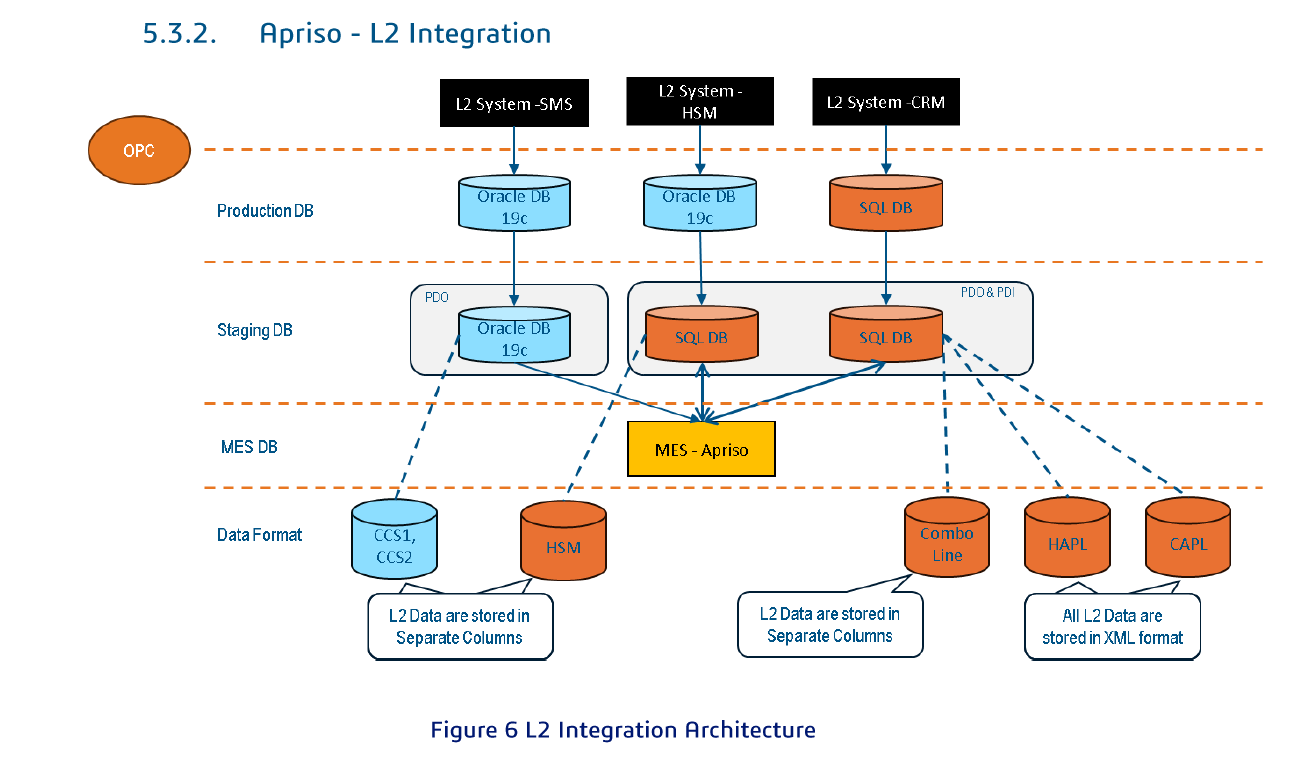 5.3.2. Apriso - L2 Integration
L2 System -SMS
L2 System -
HSM
L2 System -CRM
OPC
Production DB
Oracle DB
19c
Oracle DB
19c
SQL DB
Staging DB
PDO
Oracle DB
19c
PDO & PDI
SQL DB
SQL DB
MES DB
MES - Apriso
Data Format
CCS1,
CCS2
HSM
Combo
Line
HAPL
CAPL
L2 Data are stored in
Separate Columns
L2 Data are stored in
Separate Columns
All L2 Data are
stored in XML format
Figure 6 L2 Integration Architecture